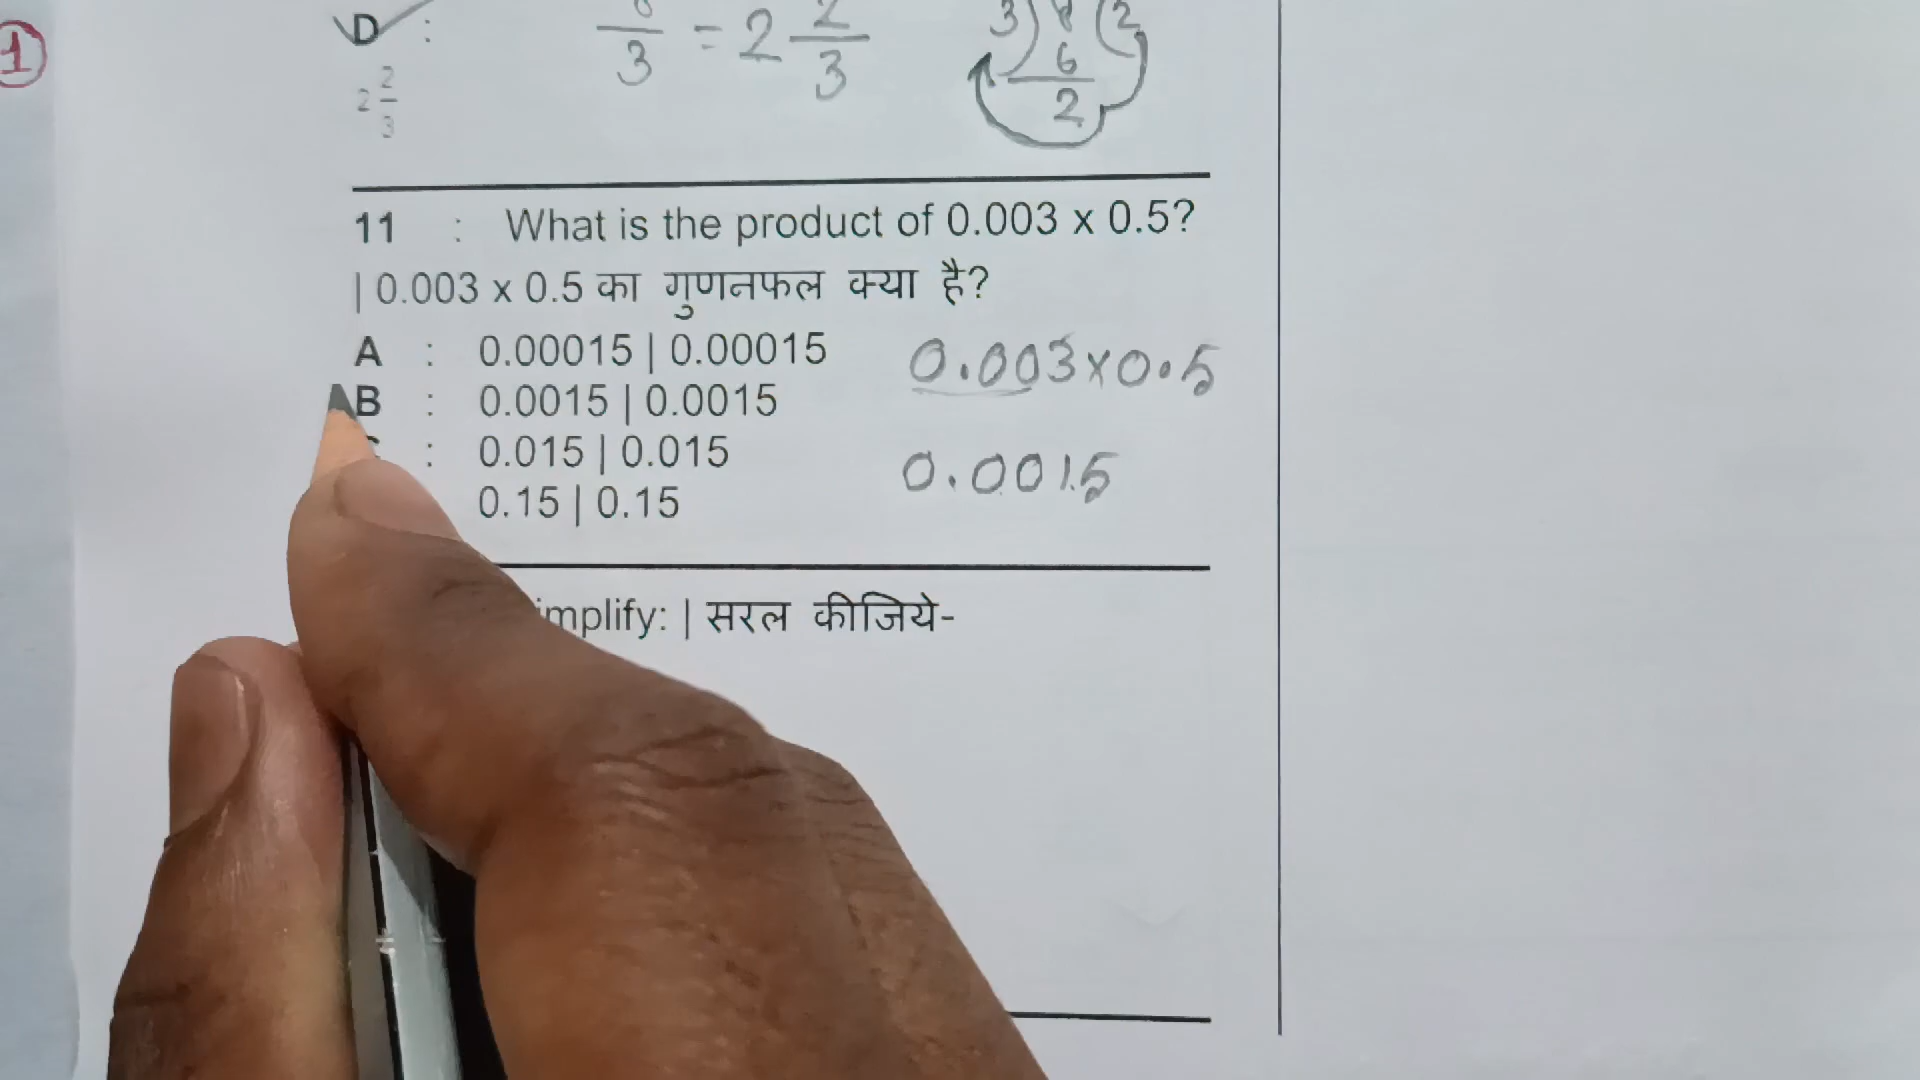 1
D :
2 2/3
/3 = 2 2/3
3) 8 (2
6
2
11 : What is the product of 0.003 x 0.5?
| 0.003 x 0.5 का गुणनफल क्या है?
A : 0.00015 | 0.00015
B : 0.0015 | 0.0015
: 0.015 | 0.015
0.15 | 0.15
0.003x0.5
0.0015
implify: | सरल कीजिये-